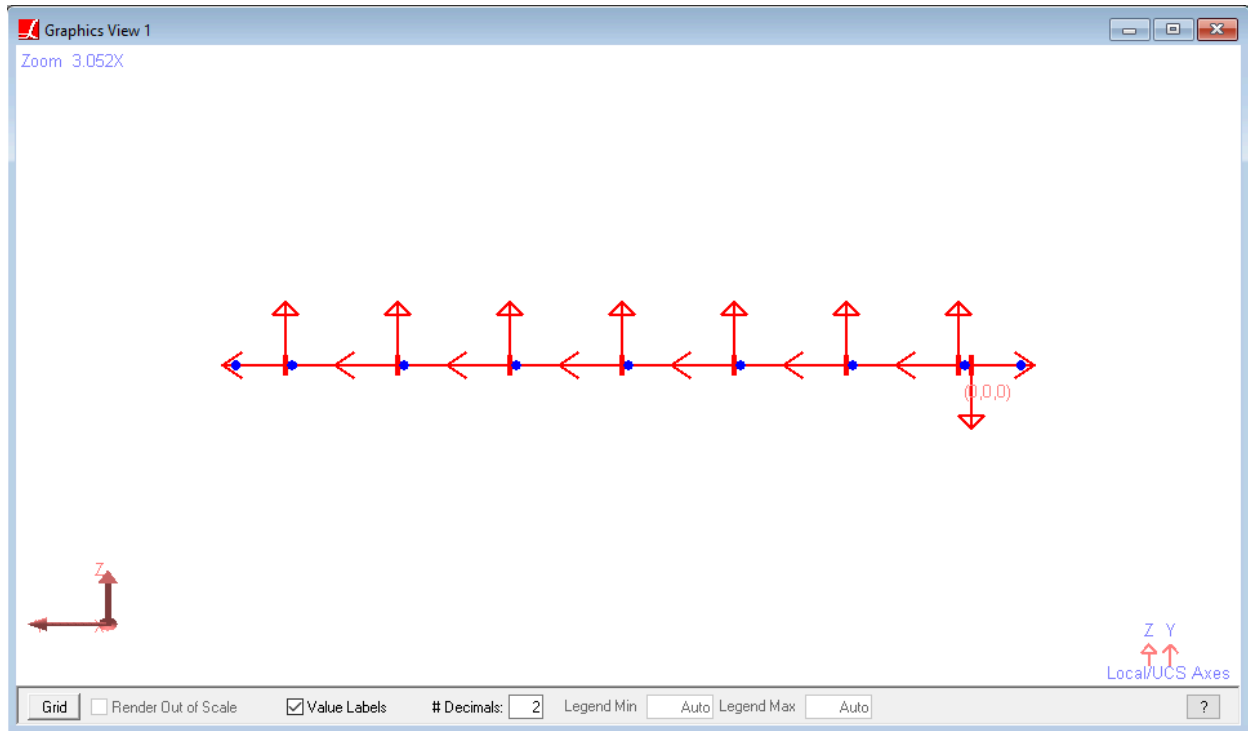 Graphics View 1
Zoom 3.052X
(0,0,0)
Z
Z Y
Local/UCS Axes
Grid Render Out of Scale Value Labels # Decimals: 2 Legend Min Auto Legend Max Auto ?